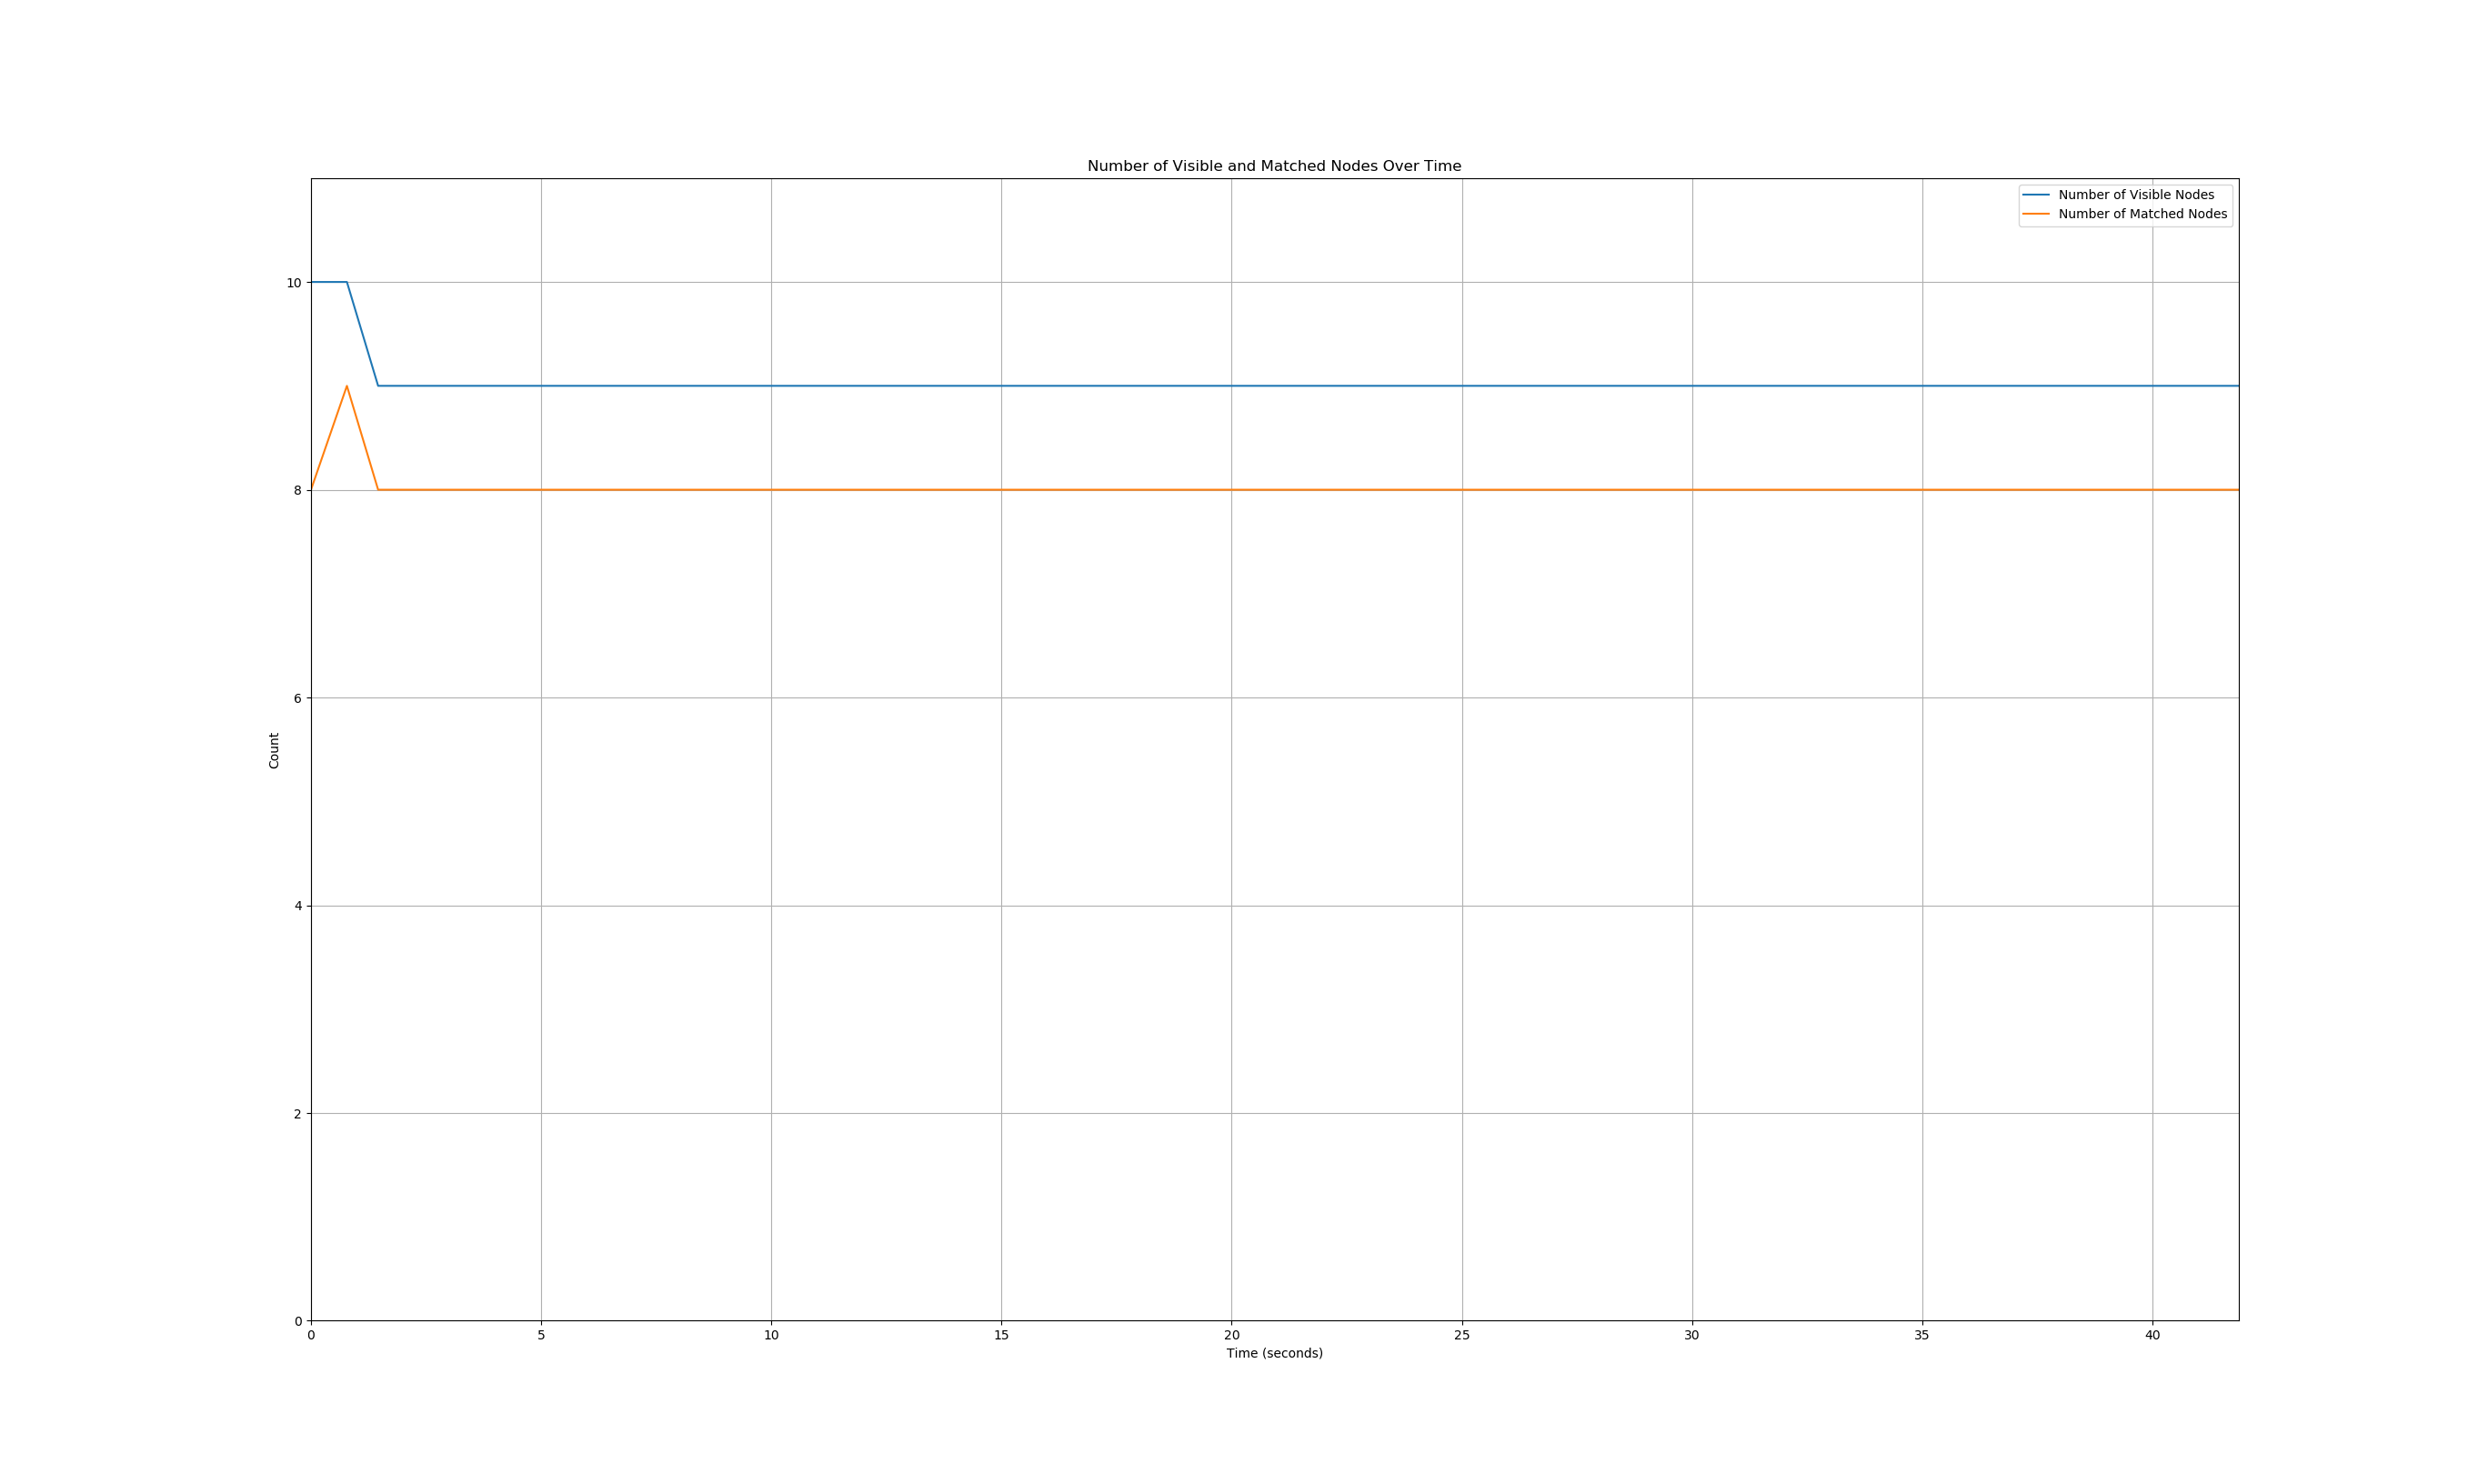 Number of Visible and Matched Nodes Over Time
Number of Visible Nodes
Number of Matched Nodes
10
8
6
4
2
0
Count
0 5 10 15 20 25 30 35 40
Time (seconds)